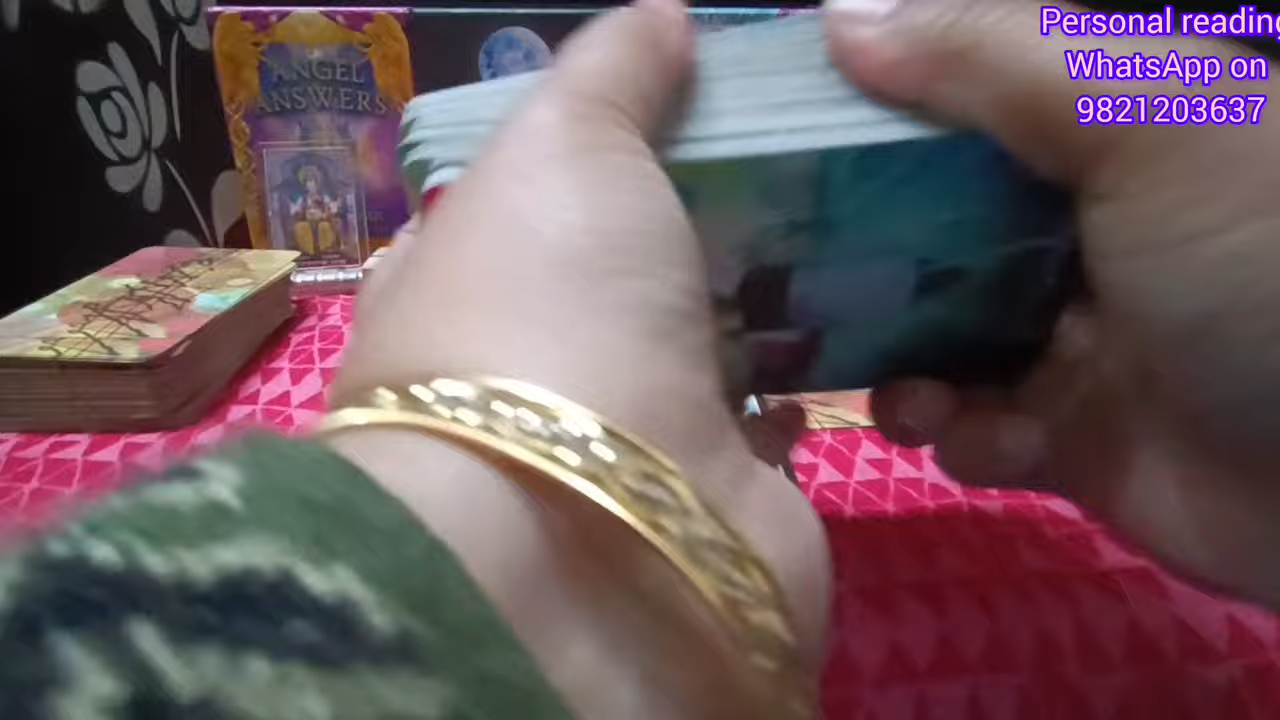 Personal reading
WhatsApp on
9821203637
ANGEL
ANSWERS